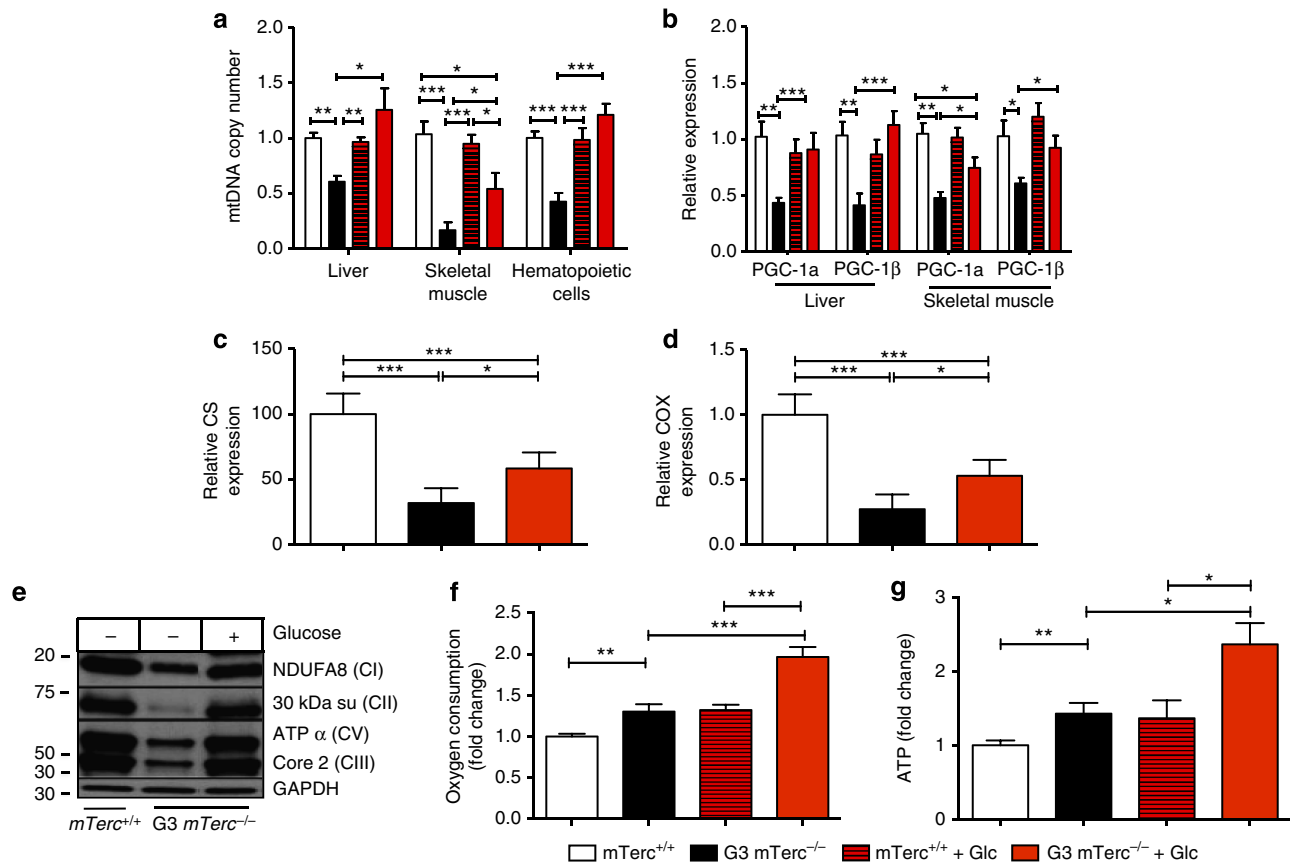 a
mtDNA copy number
2.0
1.5
1.0
0.5
0.0
*
** **
*
***
*
*** *
***
*** ***
Liver
Sketetal
muscle
Hematopoietic
cells
b
Relative expression
2.0
1.5
1.0
0.5
0.0
** ***
***
**
*
** *
*
*
PGC-1a PGC-1β PGC-1a PGC-1β
Liver
Skeletal muscle
c
Relative CS
expression
150
100
50
0
***
*** *
d
Relative COX
expression
1.5
1.0
0.5
0.0
***
*** *
e
– – + Glucose
20
NDUFA8 (CI)
75
30 kDa su (CII)
ATP α (CV)
50
Core 2 (CIII)
30
GAPDH
30
mTerc+/+ G3 mTerc–/–
f
Oxygen consumption
(fold change)
2.5
2.0
1.5
1.0
0.5
0.0
***
***
**
g
ATP (fold change)
3
2
1
0
*
*
**
mTerc+/+ G3 mTerc–/– mTerc+/+ + Glc G3 mTerc–/– + Glc